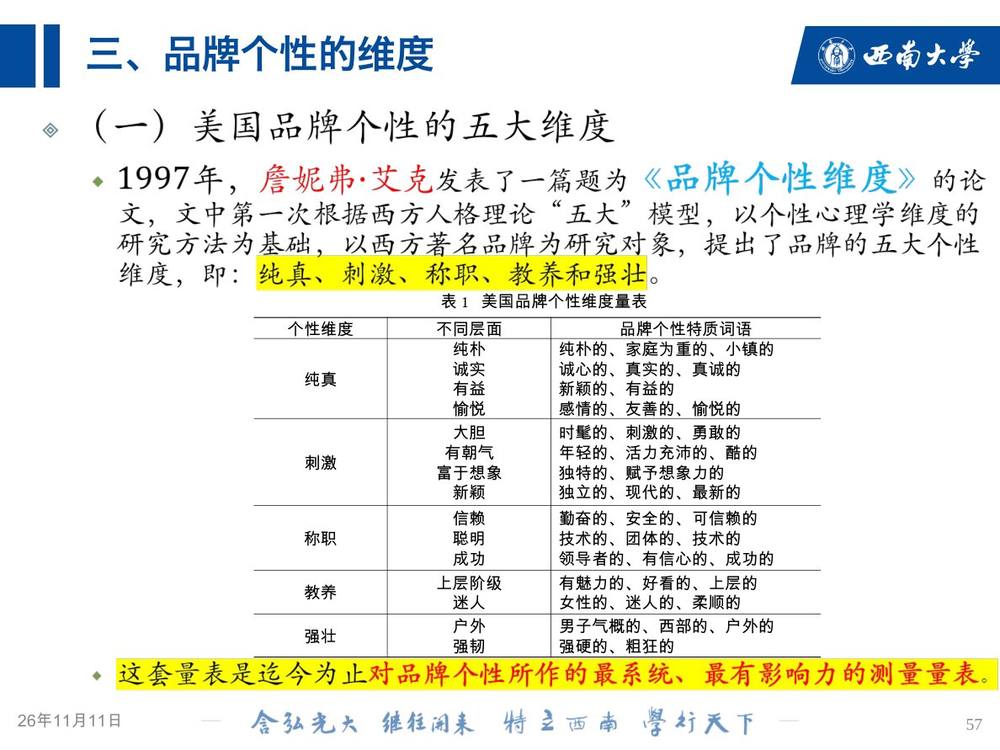 三、品牌个性的维度
西南大学
（一）美国品牌个性的五大维度
1997年，詹妮弗·艾克发表了一篇题为《品牌个性维度》的论
文，文中第一次根据西方人格理论“五大”模型，以个性心理学维度的
研究方法为基础，以西方著名品牌为研究对象，提出了品牌的五大个性
维度，即：纯真、刺激、称职、教养和强壮。
表 1 美国品牌个性维度量表
个性维度 不同层面 品牌个性特质词语
纯真
纯朴 纯朴的、家庭为重的、小镇的
诚实 诚心的、真实的、真诚的
有益 新颖的、有益的
愉悦 感情的、友善的、愉悦的
刺激
大胆 时髦的、刺激的、勇敢的
有朝气 年轻的、活力充沛的、酷的
富于想象 独特的、赋予想象力的
新颖 独立的、现代的、最新的
称职
信赖 勤奋的、安全的、可信赖的
聪明 技术的、团体的、技术的
成功 领导者的、有信心的、成功的
教养
上层阶级 有魅力的、好看的、上层的
迷人 女性的、迷人的、柔顺的
强壮
户外 男子气概的、西部的、户外的
强韧 强硬的、粗狂的
这套量表是迄今为止对品牌个性所作的最系统、最有影响力的测量量表。
26年11月11日
含弘光大 继往开来 特立西南 學行天下
57